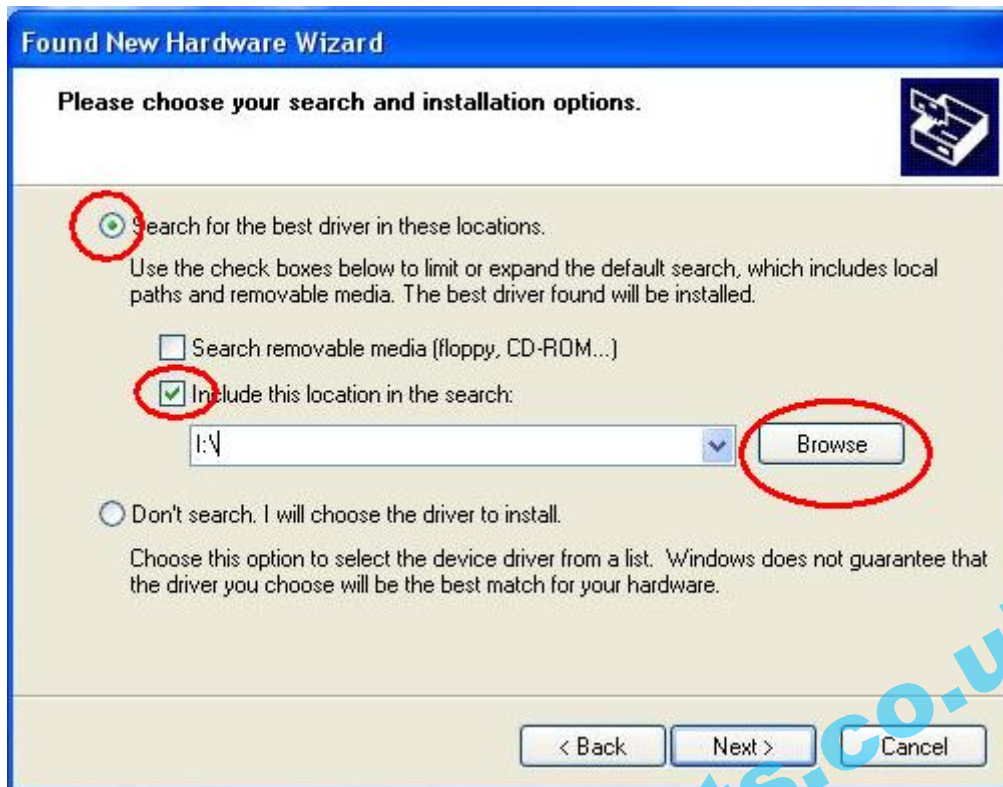 Found New Hardware Wizard
Please choose your search and installation options.
Search for the best driver in these locations.
Use the check boxes below to limit or expand the default search, which includes local
paths and removable media. The best driver found will be installed.
Search removable media (floppy, CD-ROM...)
Include this location in the search:
I:\
Browse
Don't search. I will choose the driver to install.
Choose this option to select the device driver from a list. Windows does not guarantee that
the driver you choose will be the best match for your hardware.
< Back Next > Cancel